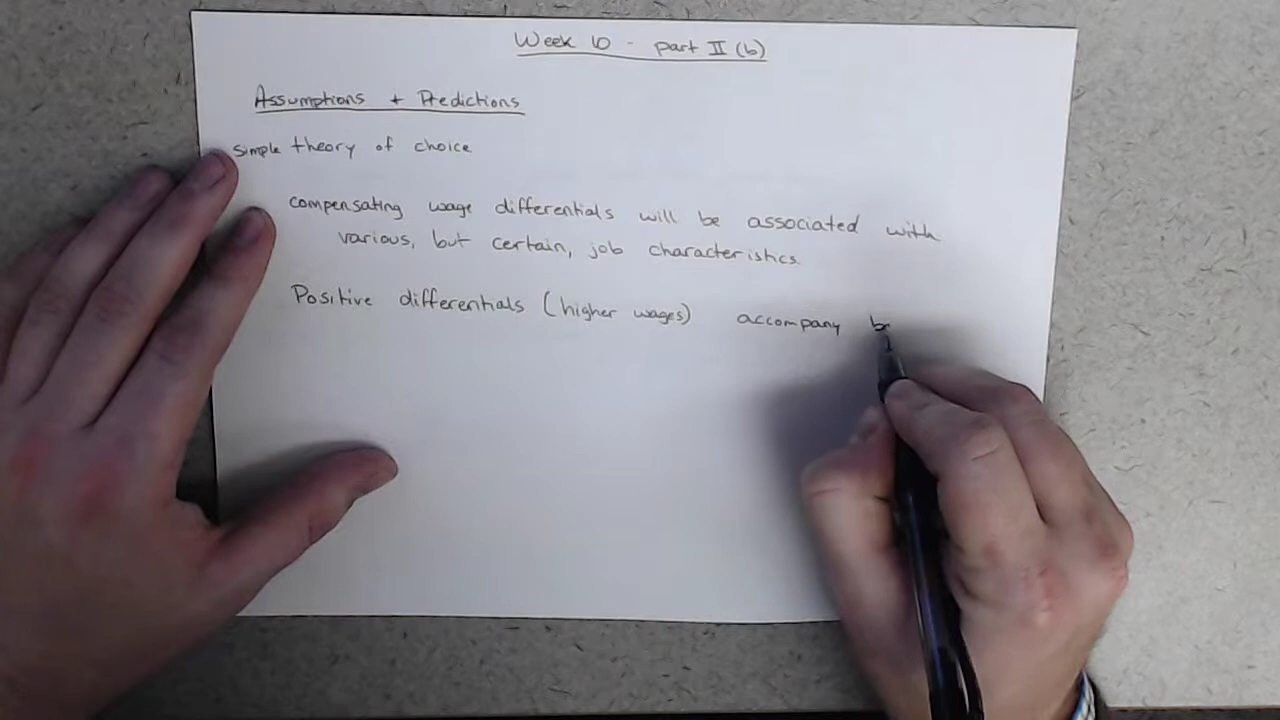 Week 10 - part II (b)
Assumptions + Predictions
simple theory of choice
compensating wage differentials will be associated with
various, but certain, job characteristics.
Positive differentials (higher wages) accompany